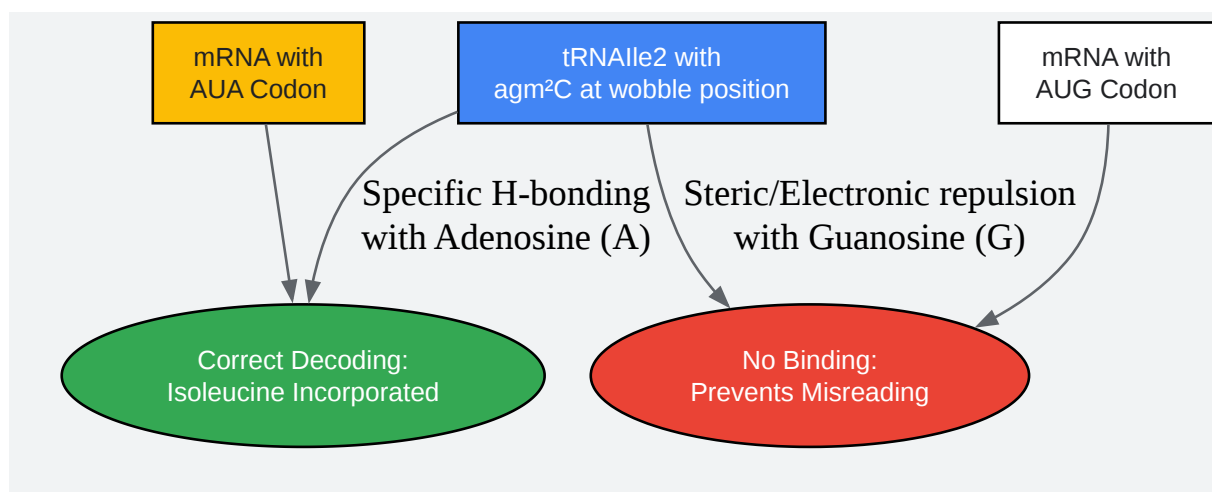 mRNA with
AUA Codon
tRNAIle2 with
agm²C at wobble position
mRNA with
AUG Codon
Specific H-bonding
with Adenosine (A)
Steric/Electronic repulsion
with Guanosine (G)
Correct Decoding:
Isoleucine Incorporated
No Binding:
Prevents Misreading